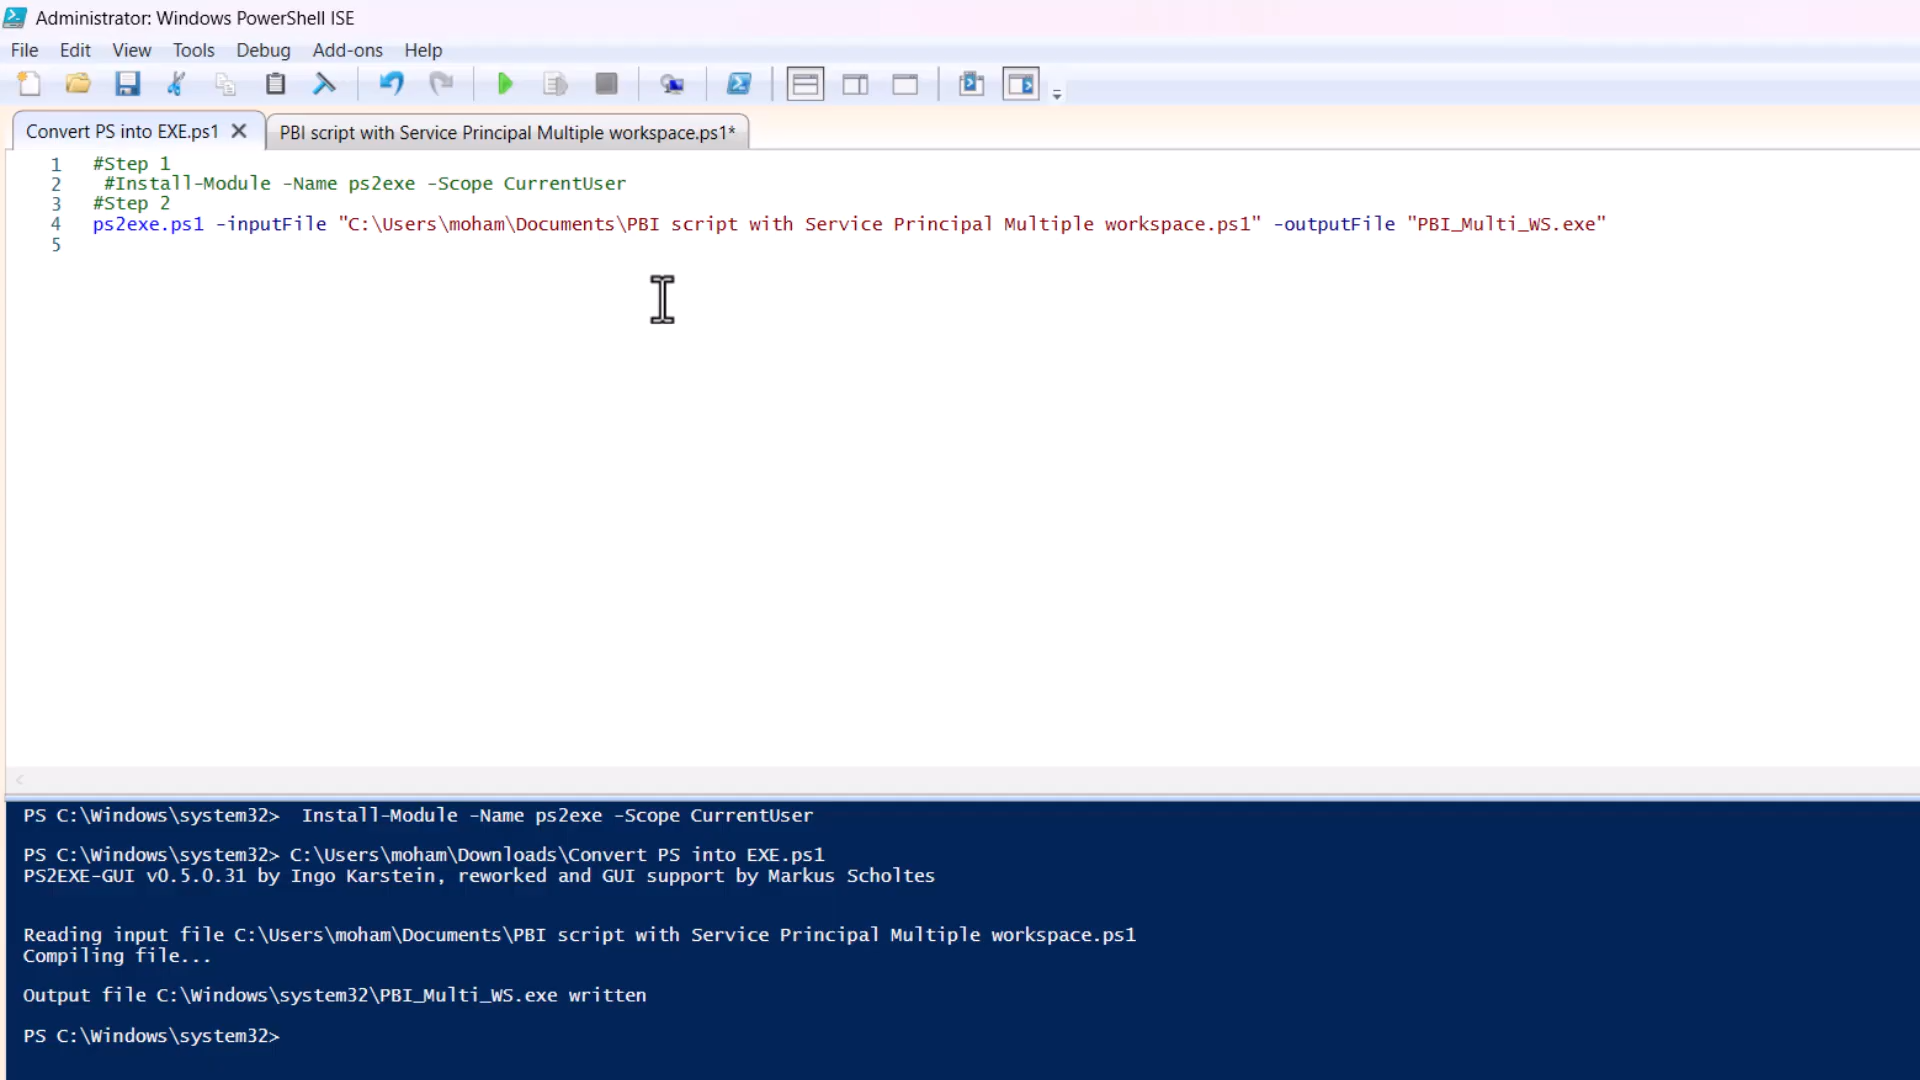 Administrator: Windows PowerShell ISE
File Edit View Tools Debug Add-ons Help
Convert PS into EXE.ps1 PBI script with Service Principal Multiple workspace.ps1*
1 #Step 1
2 #Install-Module -Name ps2exe -Scope CurrentUser
3 #Step 2
4 ps2exe.ps1 -inputFile "C:\Users\moham\Documents\PBI script with Service Principal Multiple workspace.ps1" -outputFile "PBI_Multi_WS.exe"
5
PS C:\Windows\system32>  Install-Module -Name ps2exe -Scope CurrentUser
PS C:\Windows\system32> C:\Users\moham\Downloads\Convert PS into EXE.ps1
PS2EXE-GUI v0.5.0.31 by Ingo Karstein, reworked and GUI support by Markus Scholtes
Reading input file C:\Users\moham\Documents\PBI script with Service Principal Multiple workspace.ps1
Compiling file...
Output file C:\Windows\system32\PBI_Multi_WS.exe written
PS C:\Windows\system32>